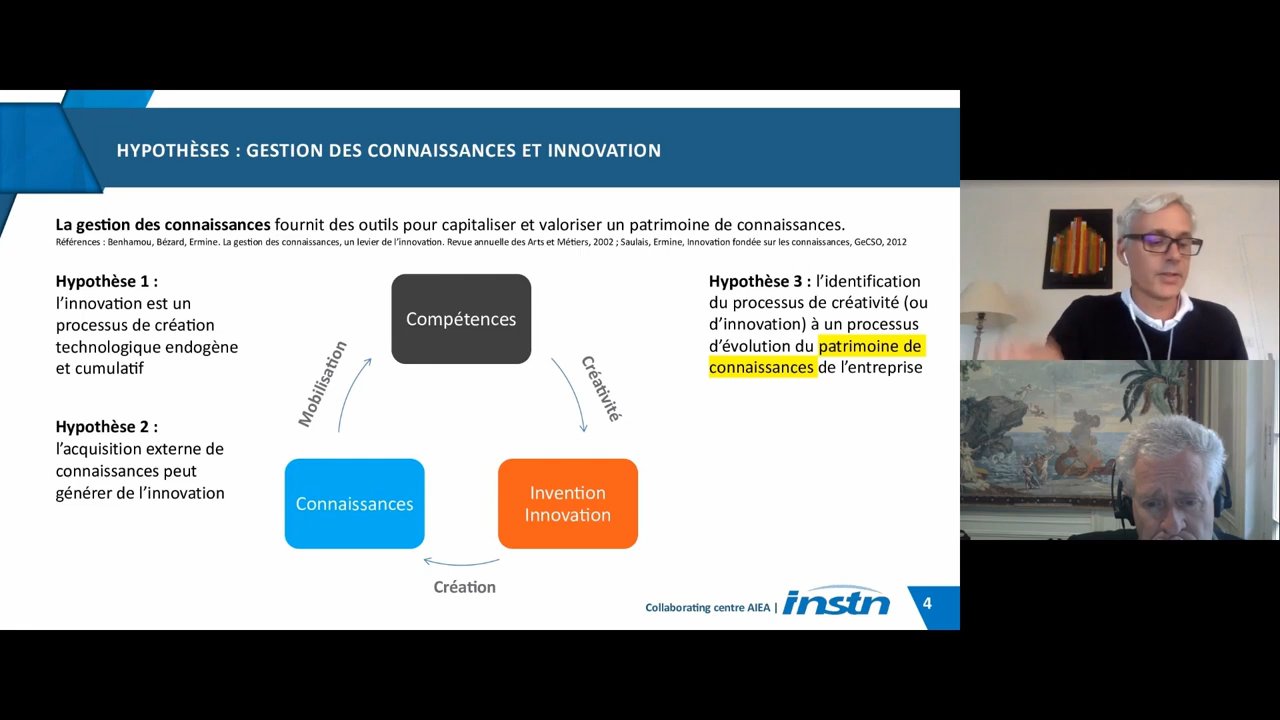 HYPOTHÈSES : GESTION DES CONNAISSANCES ET INNOVATION
La gestion des connaissances fournit des outils pour capitaliser et valoriser un patrimoine de connaissances.
Références : Benhamou, Bézard, Ermine. La gestion des connaissances, un levier de l’innovation. Revue annuelle des Arts et Métiers, 2002 ; Saulais, Ermine, Innovation fondée sur les connaissances, GeCSO, 2012
Hypothèse 1 :
l’innovation est un
processus de création
technologique endogène
et cumulatif
Hypothèse 2 :
l’acquisition externe de
connaissances peut
générer de l’innovation
Compétences
Mobilisation
Créativité
Connaissances
Invention
Innovation
Création
Hypothèse 3 : l’identification
du processus de créativité (ou
d’innovation) à un processus
d’évolution du patrimoine de
connaissances de l’entreprise
Collaborating centre AIEA | instn
4